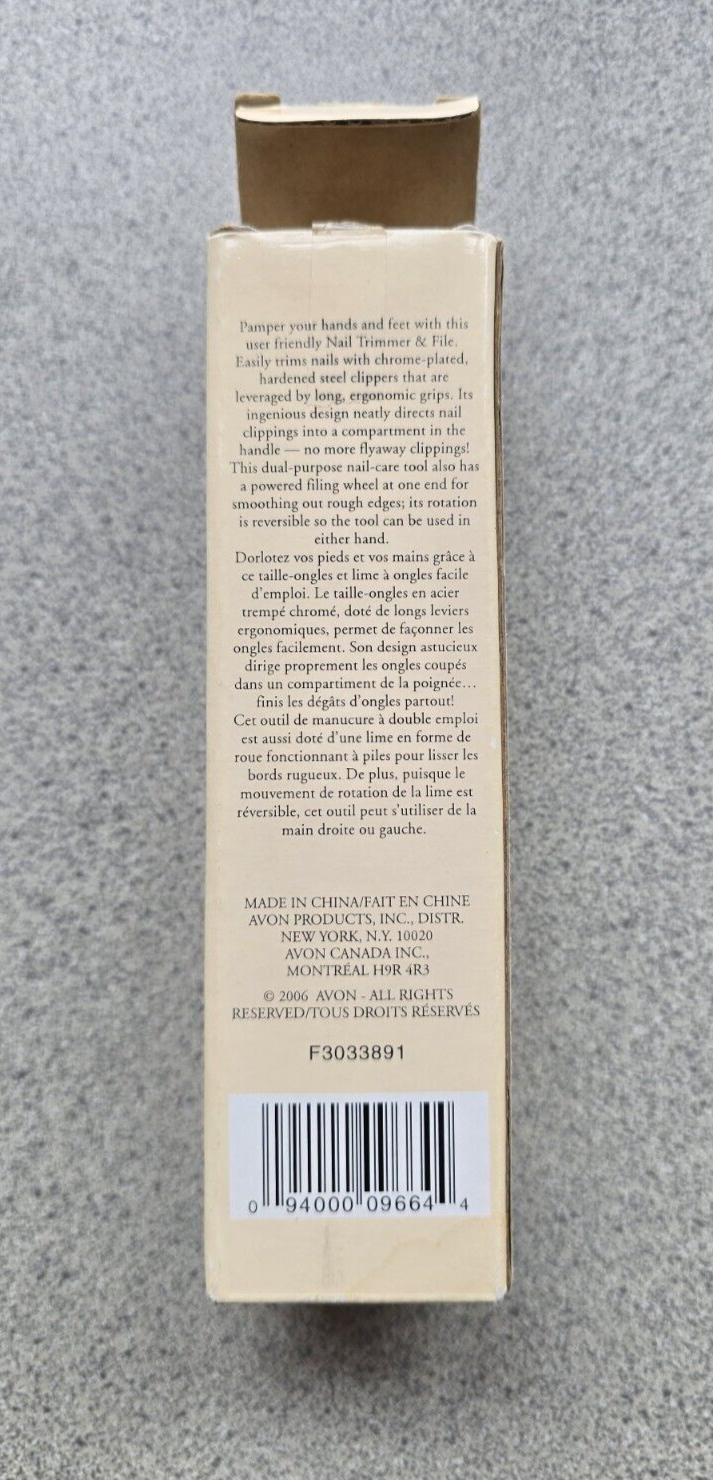 Pamper your hands and feet with this
user friendly Nail Trimmer & File.
Easily trims nails with chrome-plated,
hardened steel clippers that are
leveraged by long, ergonomic grips. Its
ingenious design neatly directs nail
clippings into a compartment in the
handle — no more flyaway clippings!
This dual-purpose nail-care tool also has
a powered filing wheel at one end for
smoothing out rough edges; its rotation
is reversible so the tool can be used in
either hand.
Dorlotez vos pieds et vos mains grâce à
ce taille-ongles et lime à ongles facile
d'emploi. Le taille-ongles en acier
trempé chromé, doté de longs leviers
ergonomiques, permet de façonner les
ongles facilement. Son design astucieux
dirige proprement les ongles coupés
dans un compartiment de la poignée...
finis les dégâts d'ongles partout!
Cet outil de manucure à double emploi
est aussi doté d'une lime en forme de
roue fonctionnant à piles pour lisser les
bords rugueux. De plus, puisque le
mouvement de rotation de la lime est
réversible, cet outil peut s'utiliser de la
main droite ou gauche.
MADE IN CHINA/FAIT EN CHINE
AVON PRODUCTS, INC., DISTR.
NEW YORK, N.Y. 10020
AVON CANADA INC.,
MONTRÉAL H9R 4R3
© 2006 AVON - ALL RIGHTS
RESERVED/TOUS DROITS RÉSERVÉS
F3033891
0 94000 09664 4